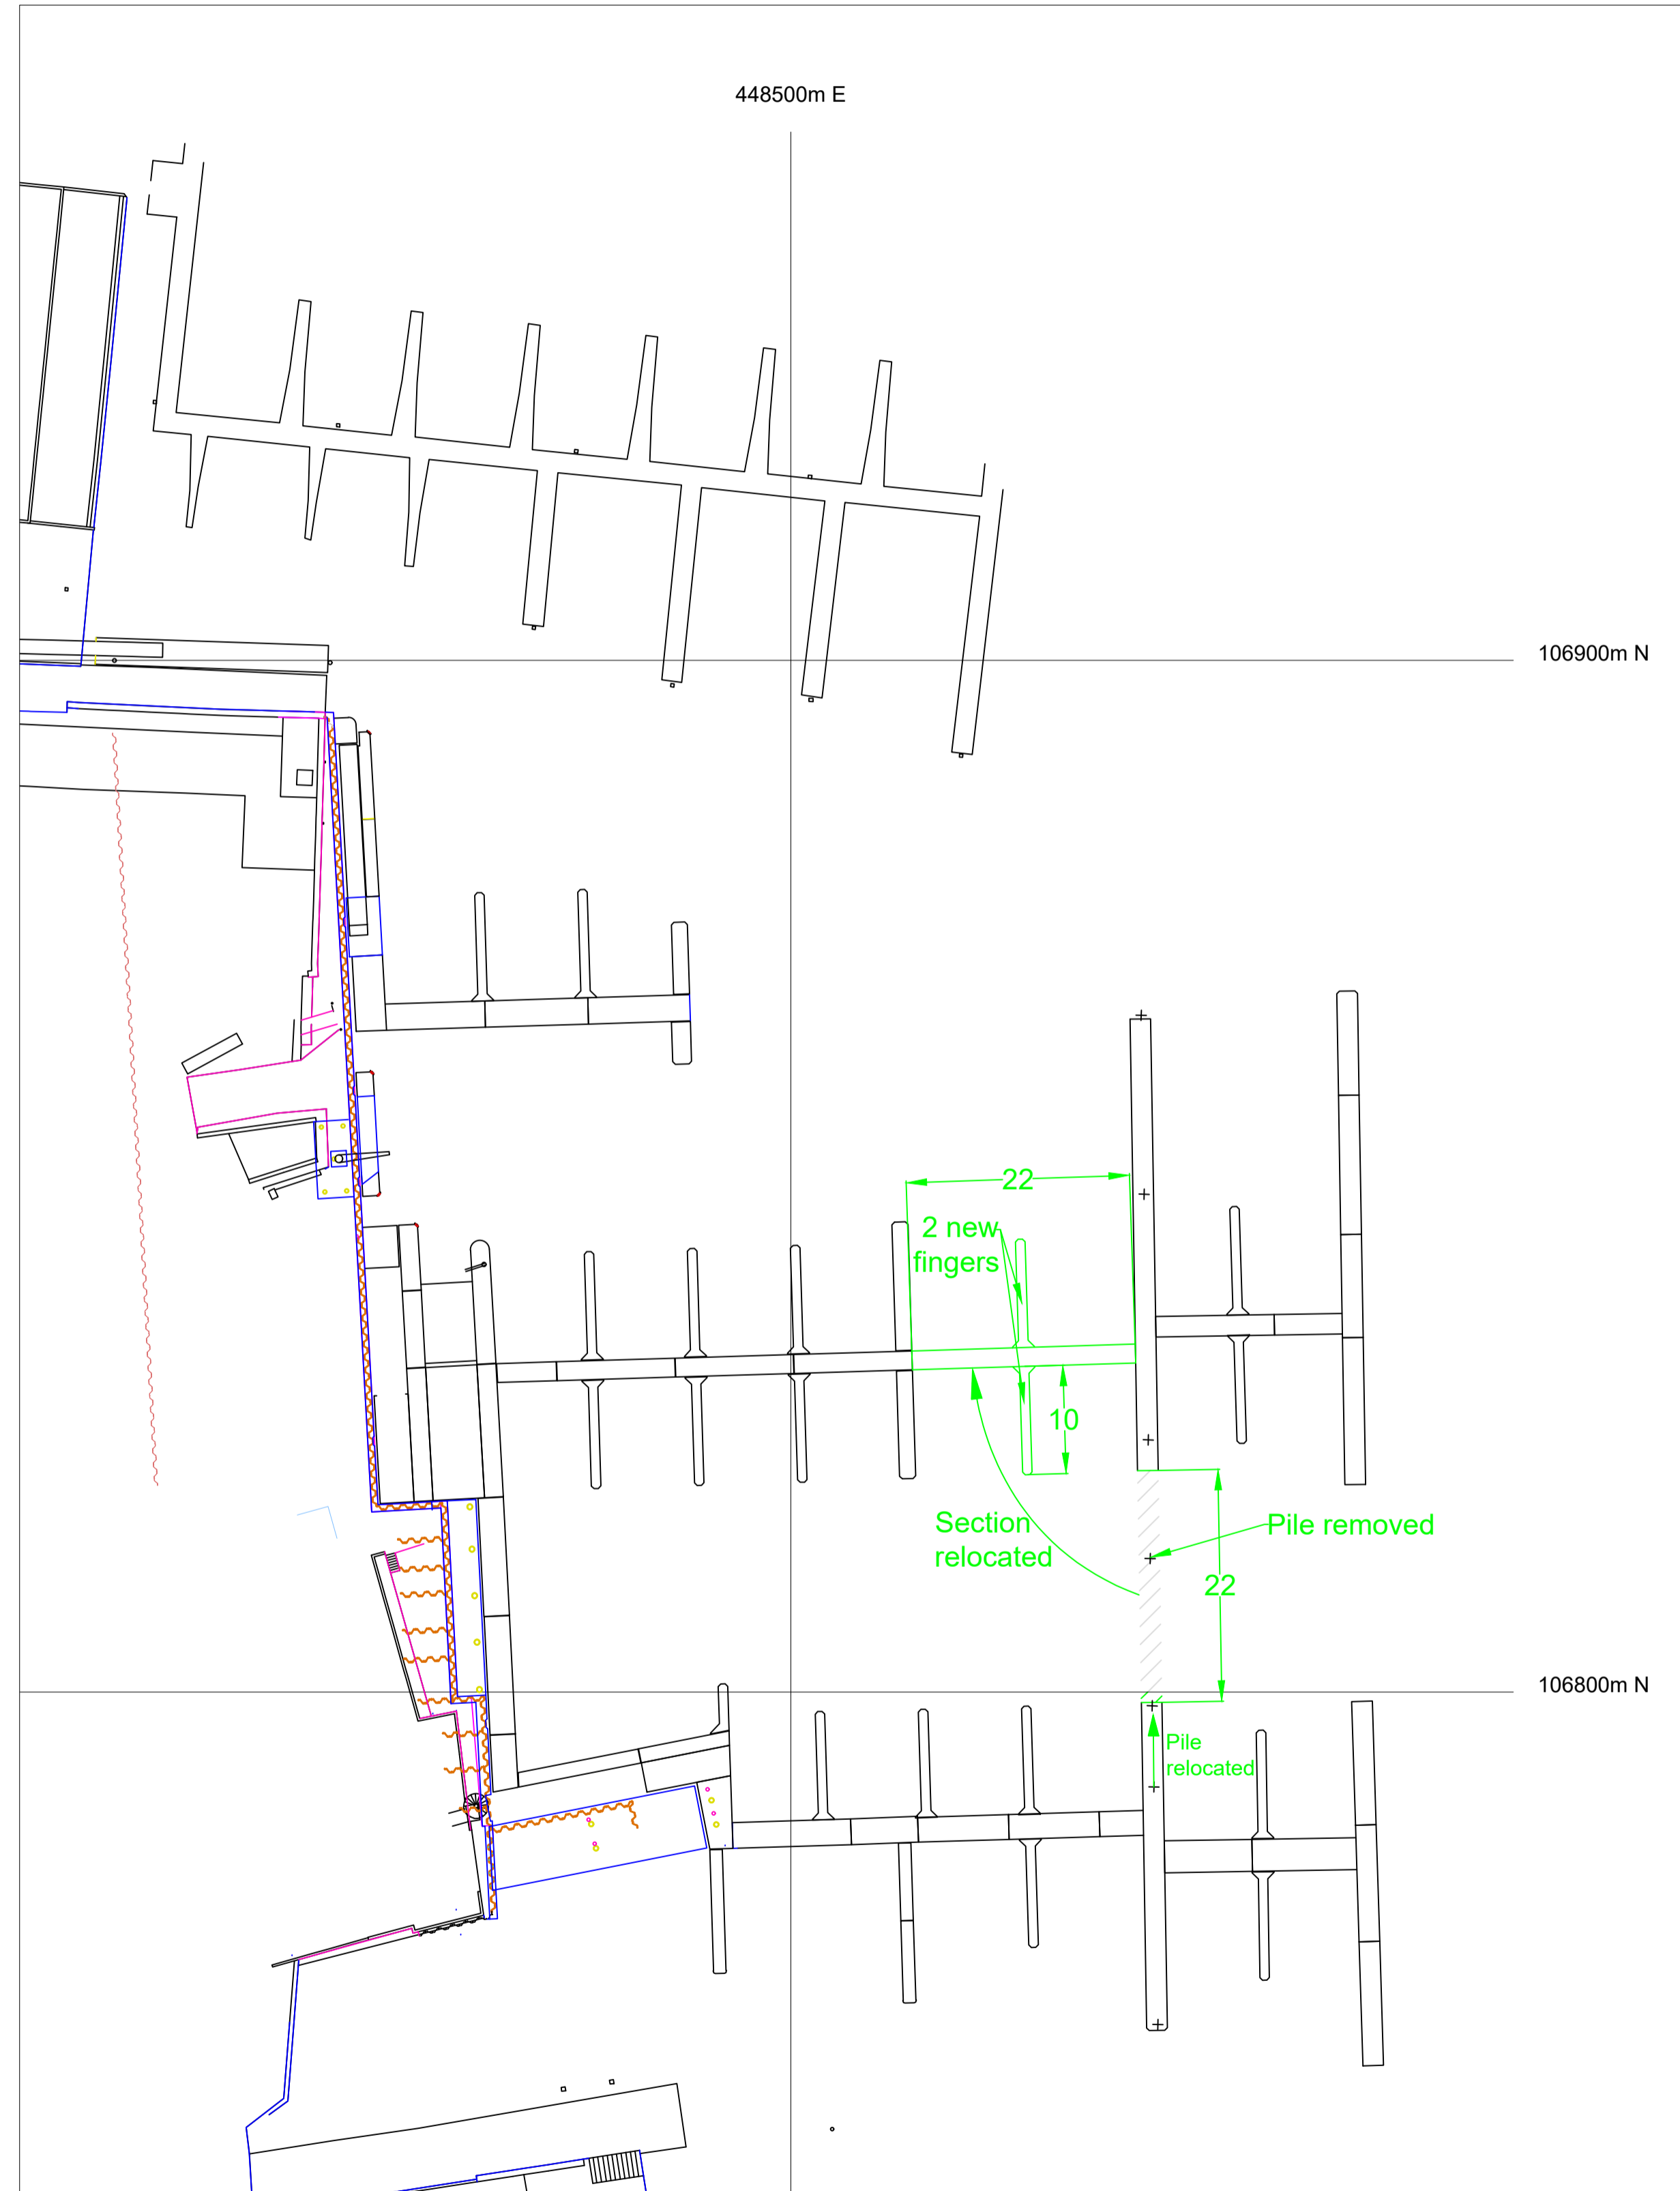 448500m E
106900m N
22
2 new
fingers
10
Section
relocated
Pile removed
22
106800m N
Pile
relocated